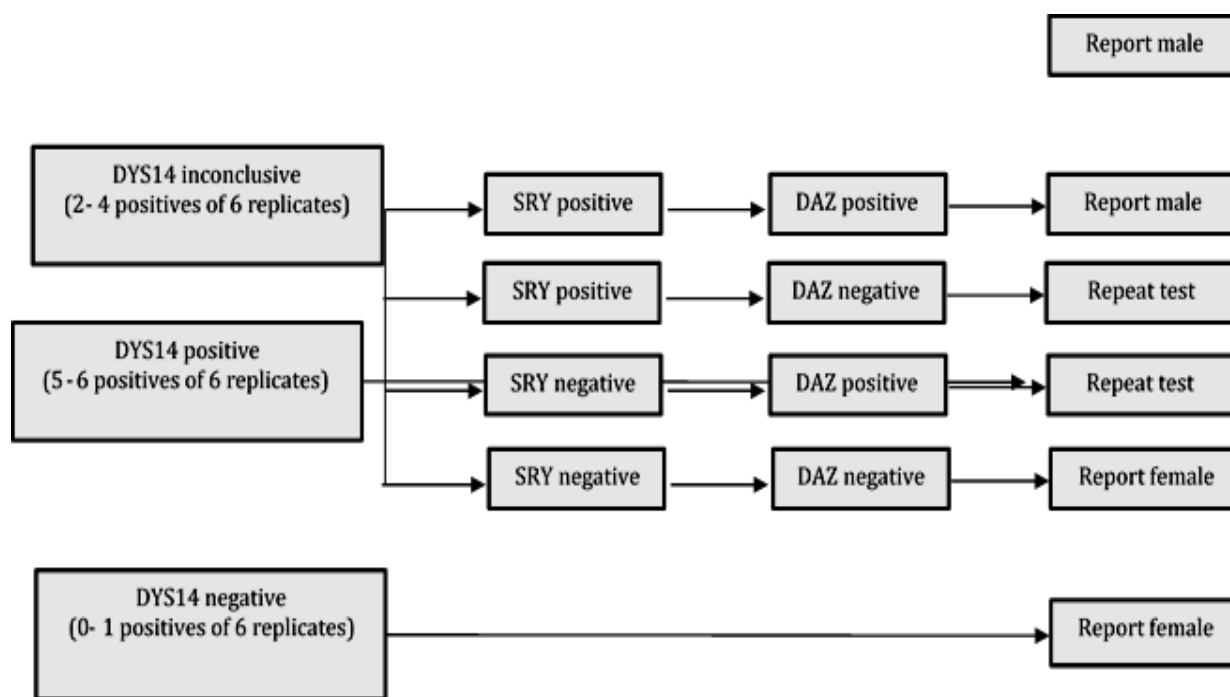 Report male
DYS14 inconclusive
(2- 4 positives of 6 replicates)
SRY positive
DAZ positive
Report male
SRY positive
DAZ negative
Repeat test
DYS14 positive
(5 - 6 positives of 6 replicates)
SRY negative
DAZ positive
Repeat test
SRY negative
DAZ negative
Report female
DYS14 negative
(0- 1 positives of 6 replicates)
Report female